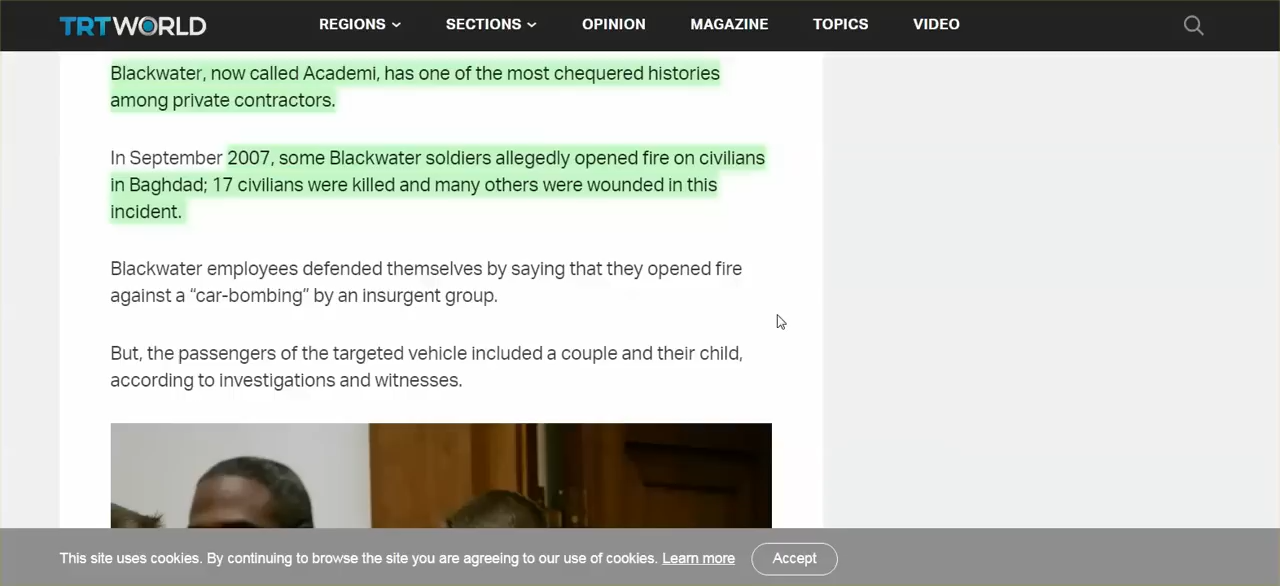 TRTWORLD REGIONS SECTIONS OPINION MAGAZINE TOPICS VIDEO
Blackwater, now called Academi, has one of the most chequered histories
among private contractors.
In September 2007, some Blackwater soldiers allegedly opened fire on civilians
in Baghdad; 17 civilians were killed and many others were wounded in this
incident.
Blackwater employees defended themselves by saying that they opened fire
against a “car-bombing” by an insurgent group.
But, the passengers of the targeted vehicle included a couple and their child,
according to investigations and witnesses.
This site uses cookies. By continuing to browse the site you are agreeing to our use of cookies. Learn more Accept